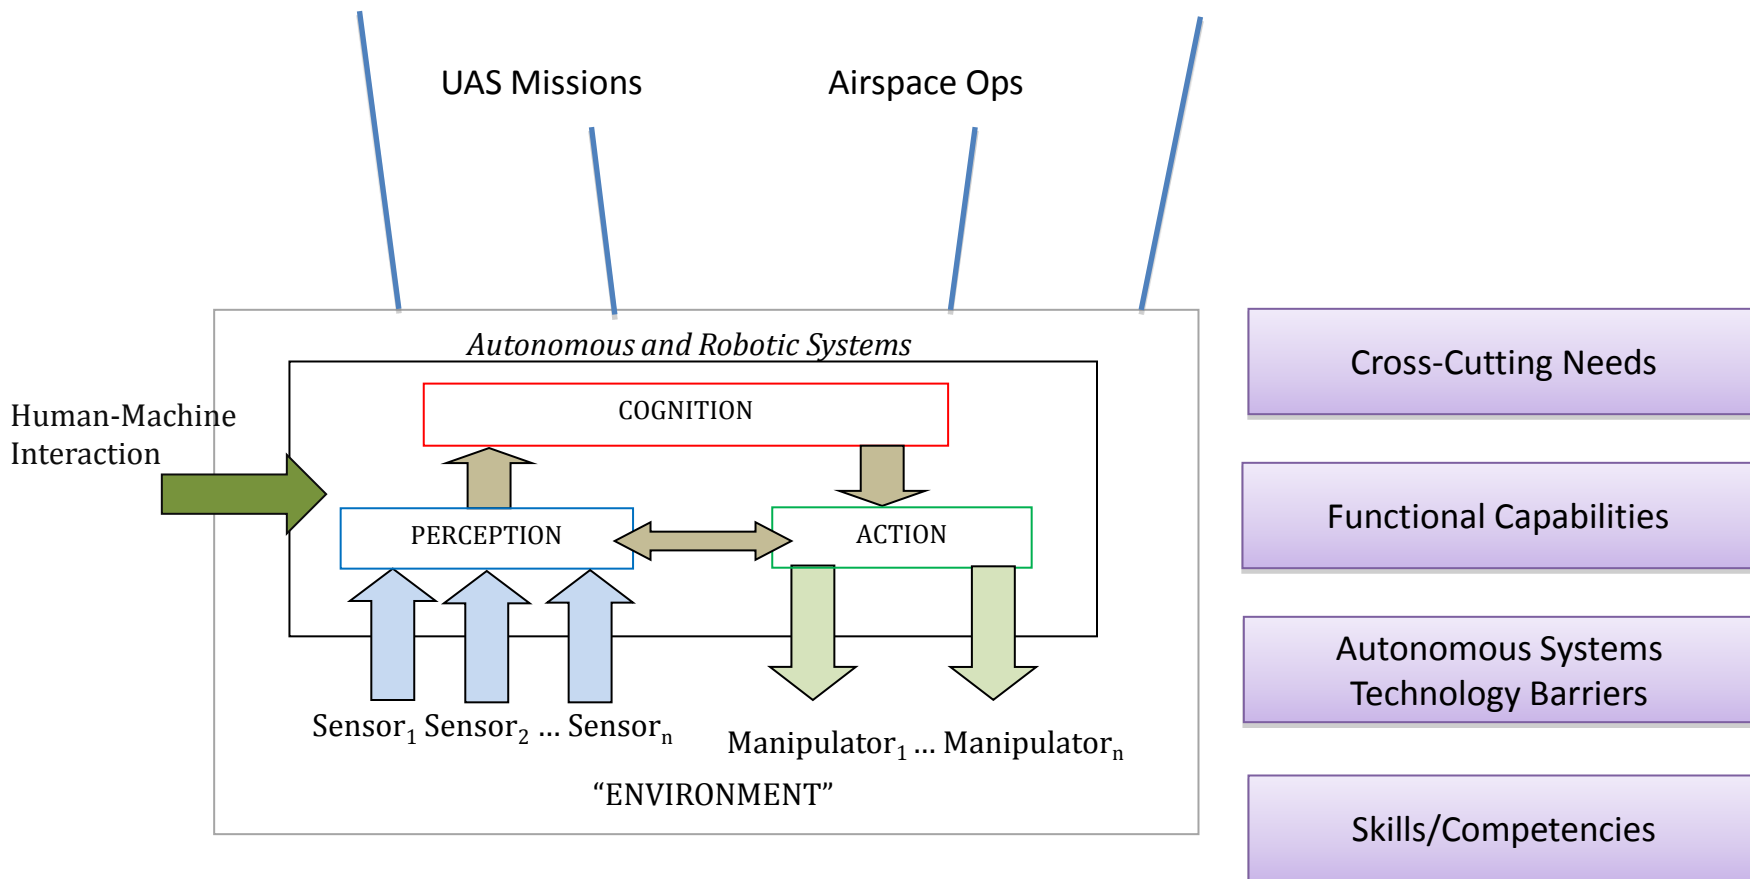 UAS Missions
Airspace Ops
Autonomous and Robotic Systems
COGNITION
Human-Machine
Interaction
PERCEPTION
ACTION
Sensor₁ Sensor₂ … Sensorₙ
Manipulator₁ … Manipulatorₙ
“ENVIRONMENT”
Cross-Cutting Needs
Functional Capabilities
Autonomous Systems
Technology Barriers
Skills/Competencies